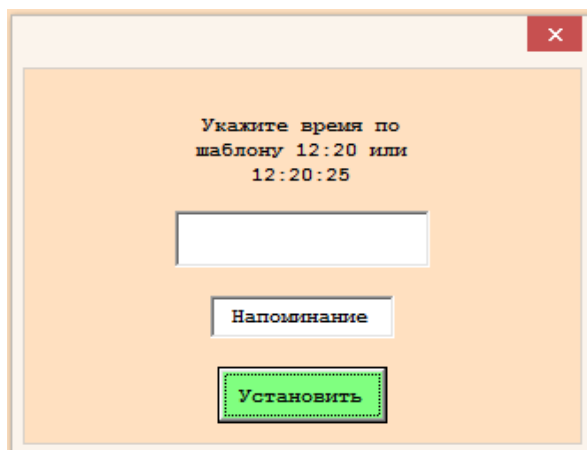 Укажите время по
шаблону 12:20 или
12:20:25
Напоминание
Установить